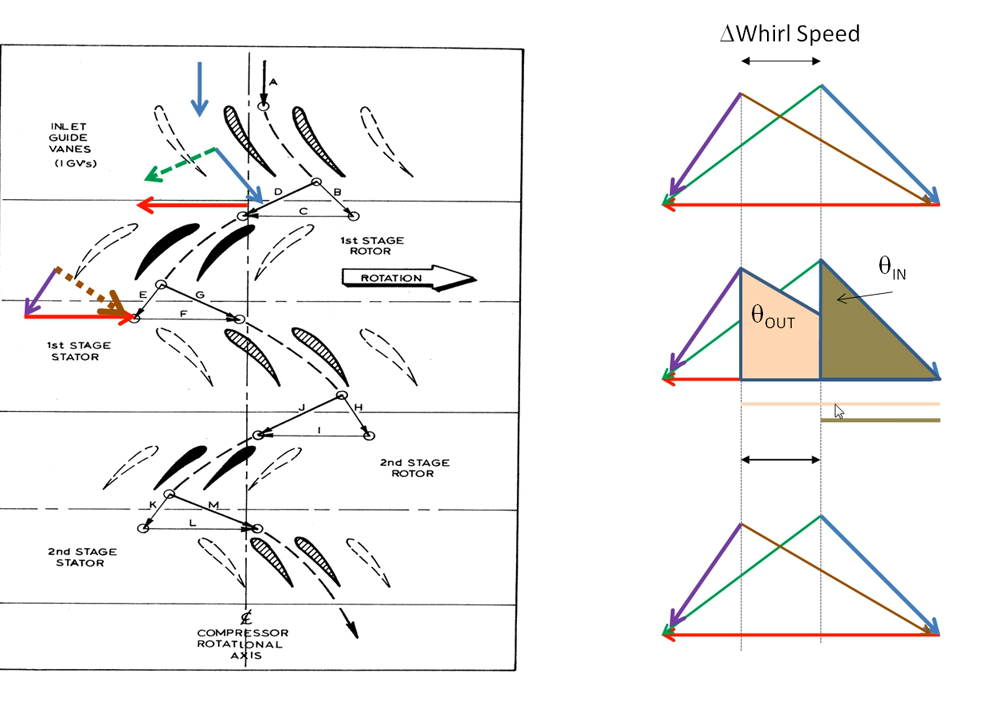 ΔWhirl Speed
A
INLET
GUIDE
VANES
(IGV's)
D
B
C
1st STAGE
ROTOR
ROTATION
E
G
F
1st STAGE
STATOR
θIN
θOUT
J
H
I
2nd STAGE
ROTOR
K
M
L
2nd STAGE
STATOR
℄
COMPRESSOR
ROTATIONAL
AXIS